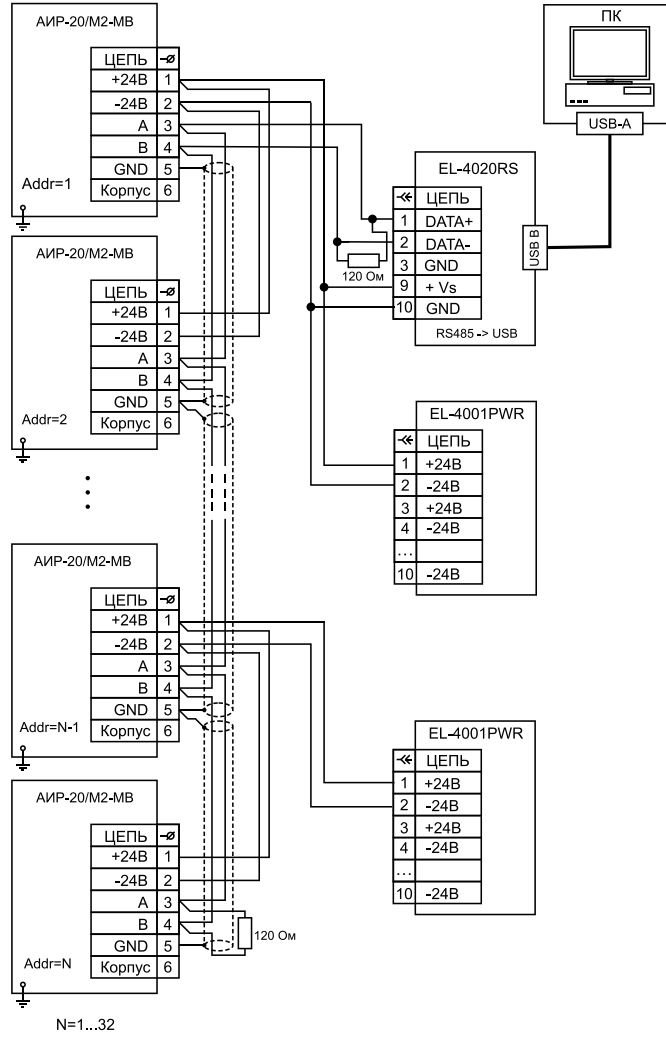 АИР-20/М2-МВ
ЦЕПЬ
+24В 1
-24В 2
А 3
В 4
GND 5
Корпус 6
Addr=1
АИР-20/М2-МВ
ЦЕПЬ
+24В 1
-24В 2
А 3
В 4
GND 5
Корпус 6
Addr=2
АИР-20/М2-МВ
ЦЕПЬ
+24В 1
-24В 2
А 3
В 4
GND 5
Корпус 6
Addr=N-1
АИР-20/М2-МВ
ЦЕПЬ
+24В 1
-24В 2
А 3
В 4
GND 5
Корпус 6
Addr=N
120 Ом
N=1...32
ПК
USB-A
EL-4020RS
ЦЕПЬ
1 DATA+
2 DATA-
3 GND
9 + Vs
10 GND
RS485 -> USB
USB B
120 Ом
EL-4001PWR
ЦЕПЬ
1 +24В
2 -24В
3 +24В
4 -24В
...
10 -24В
EL-4001PWR
ЦЕПЬ
1 +24В
2 -24В
3 +24В
4 -24В
...
10 -24В